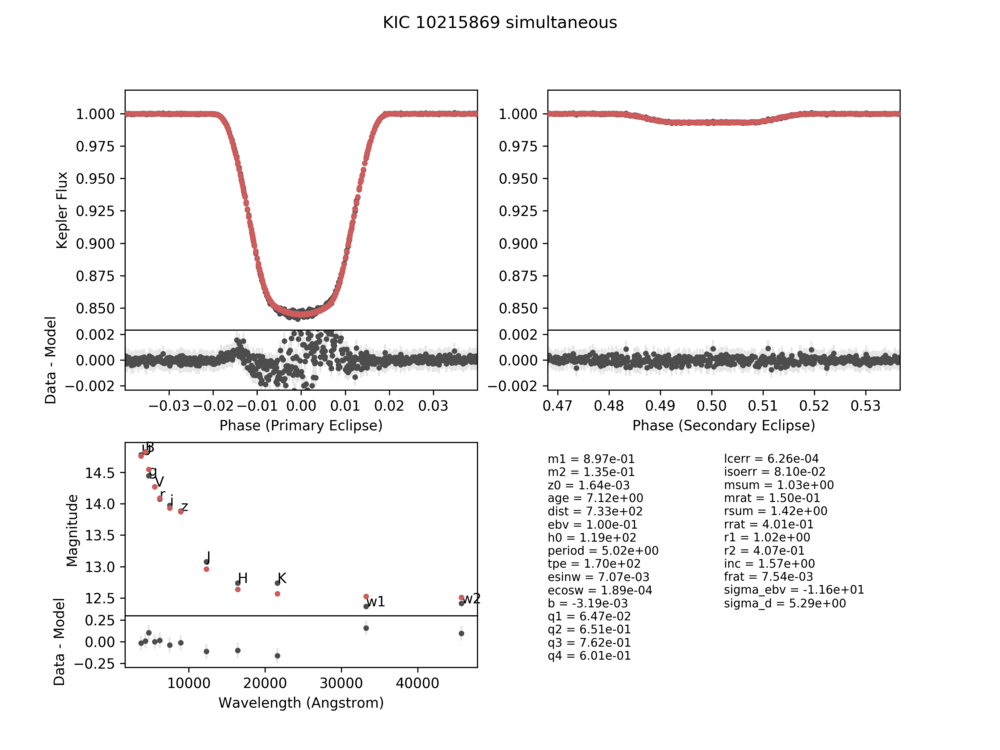 KIC 10215869 simultaneous
1.000
0.975
0.950
0.925
0.900
0.875
0.850
Kepler Flux
0.002
0.000
−0.002
Data - Model
−0.03 −0.02 −0.01 0.00 0.01 0.02 0.03
Phase (Primary Eclipse)
1.000
0.975
0.950
0.925
0.900
0.875
0.850
0.002
0.000
−0.002
0.47 0.48 0.49 0.50 0.51 0.52 0.53
Phase (Secondary Eclipse)
14.5
14.0
13.5
13.0
12.5
Magnitude
B
g
V
r
i
z
J
H
K
w1
w2
0.25
0.00
−0.25
Data - Model
10000 20000 30000 40000
Wavelength (Angstrom)
m1 = 8.97e-01
m2 = 1.35e-01
z0 = 1.64e-03
age = 7.12e+00
dist = 7.33e+02
ebv = 1.00e-01
h0 = 1.19e+02
period = 5.02e+00
tpe = 1.70e+02
esinw = 7.07e-03
ecosw = 1.89e-04
b = -3.19e-03
q1 = 6.47e-02
q2 = 6.51e-01
q3 = 7.62e-01
q4 = 6.01e-01
lcerr = 6.26e-04
isoerr = 8.10e-02
msum = 1.03e+00
mrat = 1.50e-01
rsum = 1.42e+00
rrat = 4.01e-01
r1 = 1.02e+00
r2 = 4.07e-01
inc = 1.57e+00
frat = 7.54e-03
sigma_ebv = -1.16e+01
sigma_d = 5.29e+00